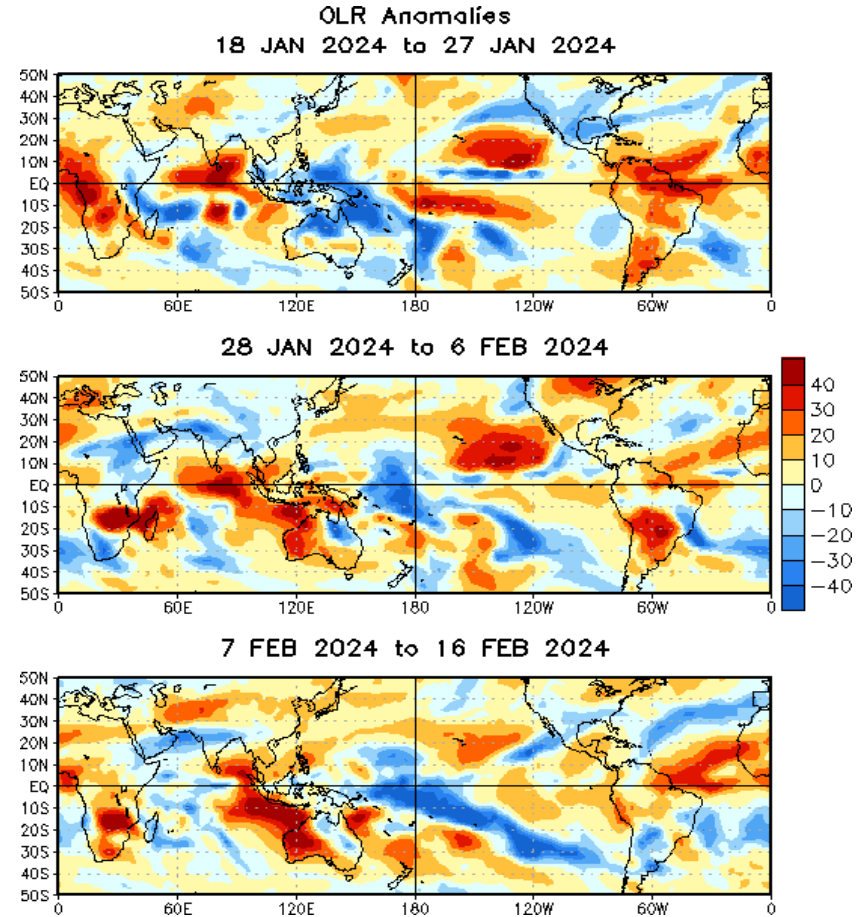 OLR Anomalies
18 JAN 2024 to 27 JAN 2024
50N
40N
30N
20N
10N
EQ
10S
20S
30S
40S
50S
0 60E 120E 180 120W 60W 0
28 JAN 2024 to 6 FEB 2024
50N
40N
30N
20N
10N
EQ
10S
20S
30S
40S
50S
0 60E 120E 180 120W 60W 0
40
30
20
10
0
−10
−20
−30
−40
7 FEB 2024 to 16 FEB 2024
50N
40N
30N
20N
10N
EQ
10S
20S
30S
40S
50S
0 60E 120E 180 120W 60W 0